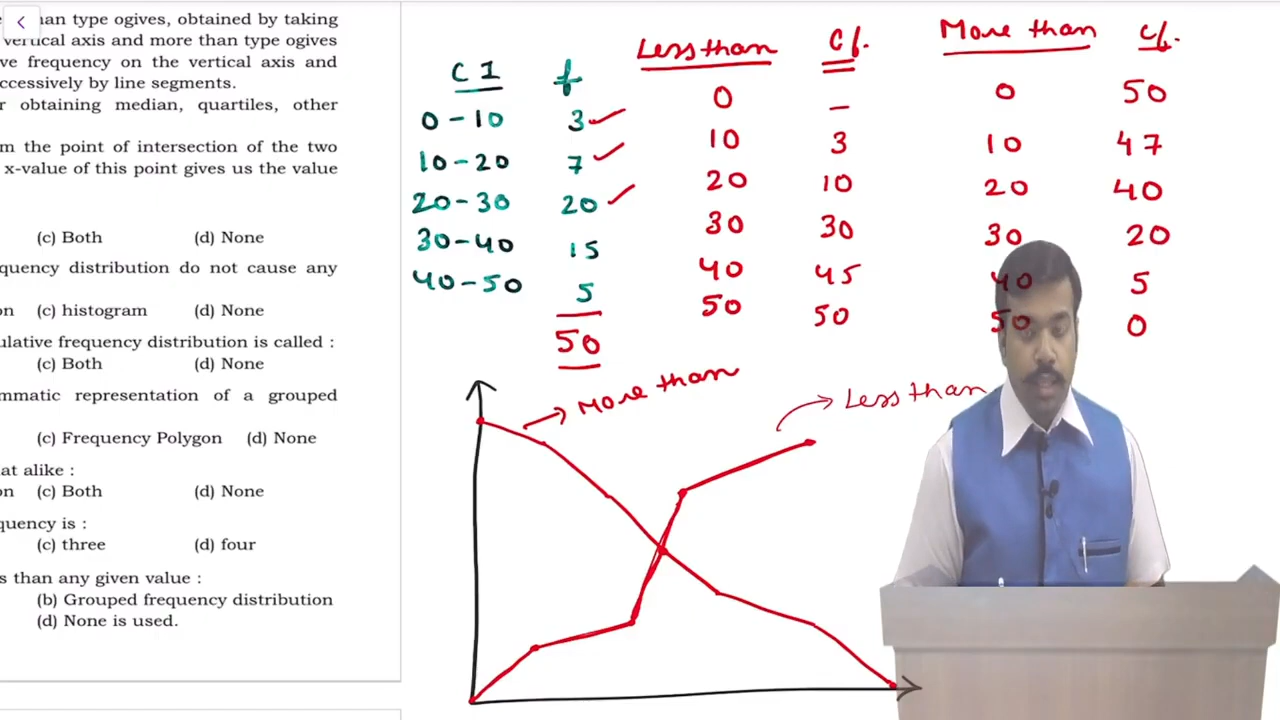 han type ogives, obtained by taking
vertical axis and more than type ogives
ve frequency on the vertical axis and
ccessively by line segments.
r obtaining median, quartiles, other
m the point of intersection of the two
x-value of this point gives us the value
(c) Both (d) None
quency distribution do not cause any
on (c) histogram (d) None
ulative frequency distribution is called :
(c) Both (d) None
mmatic representation of a grouped
(c) Frequency Polygon (d) None
at alike :
on (c) Both (d) None
quency is :
(c) three (d) four
s than any given value :
(b) Grouped frequency distribution
(d) None is used.
CI f
0-10 3
10-20 7
20-30 20
30-40 15
40-50 5
50
Less than Cf.
0 —
10 3
20 10
30 30
40 45
50 50
More than Cf.
0 50
10 47
20 40
30 20
40 5
50 0
More than
Less than